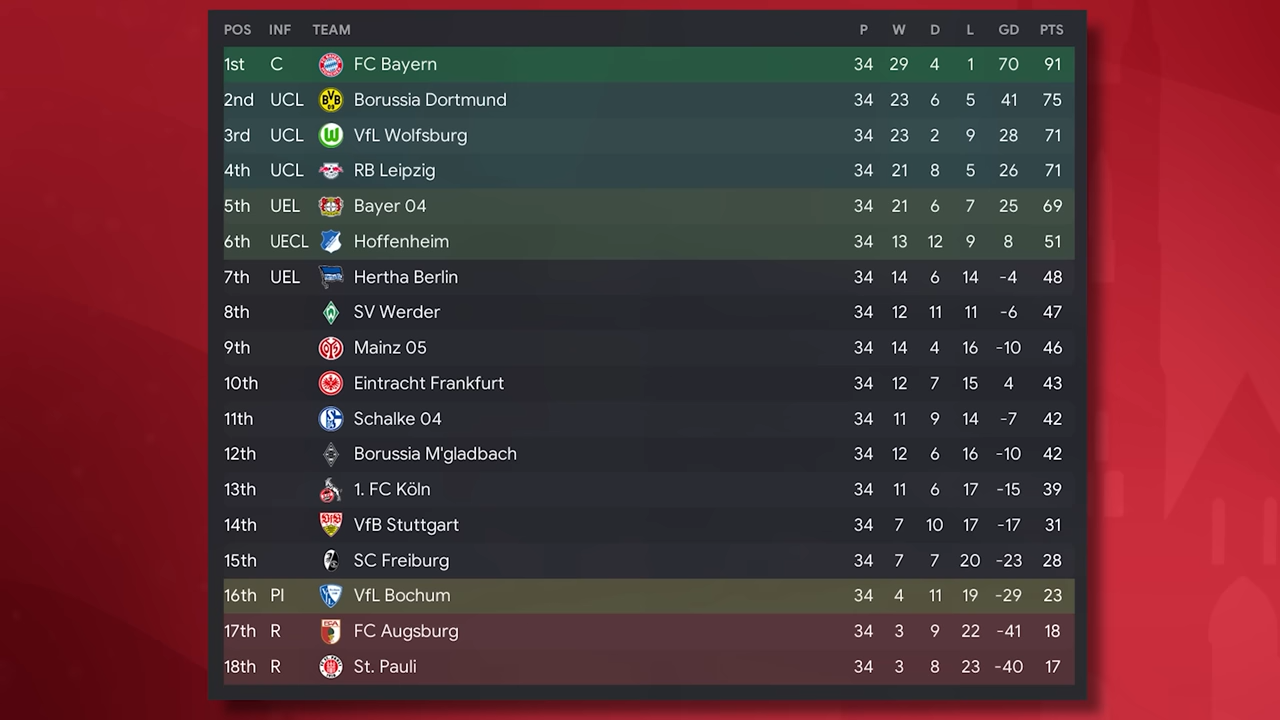 POS INF TEAM P W D L GD PTS
1st C FC Bayern 34 29 4 1 70 91
2nd UCL Borussia Dortmund 34 23 6 5 41 75
3rd UCL VfL Wolfsburg 34 23 2 9 28 71
4th UCL RB Leipzig 34 21 8 5 26 71
5th UEL Bayer 04 34 21 6 7 25 69
6th UECL Hoffenheim 34 13 12 9 8 51
7th UEL Hertha Berlin 34 14 6 14 -4 48
8th SV Werder 34 12 11 11 -6 47
9th Mainz 05 34 14 4 16 -10 46
10th Eintracht Frankfurt 34 12 7 15 4 43
11th Schalke 04 34 11 9 14 -7 42
12th Borussia M'gladbach 34 12 6 16 -10 42
13th 1. FC Köln 34 11 6 17 -15 39
14th VfB Stuttgart 34 7 10 17 -17 31
15th SC Freiburg 34 7 7 20 -23 28
16th Pl VfL Bochum 34 4 11 19 -29 23
17th R FC Augsburg 34 3 9 22 -41 18
18th R St. Pauli 34 3 8 23 -40 17